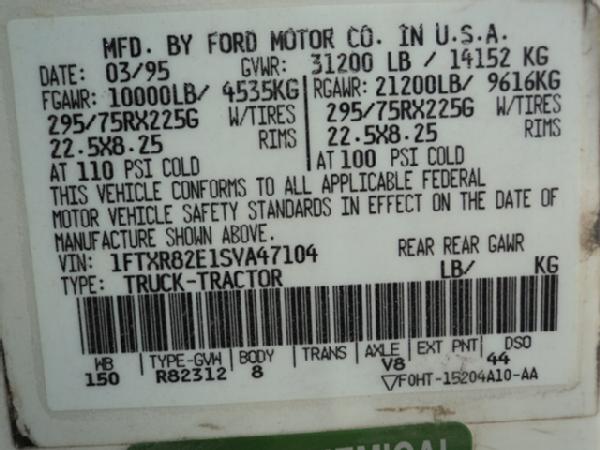 MFD. BY FORD MOTOR CO. IN U.S.A.
DATE: 03/95 GVWR: 31200 LB / 14152 KG
FGAWR: 10000LB/ 4535KG RGAWR: 21200LB/ 9616KG
295/75RX225G W/TIRES 295/75RX225G W/TIRES
22.5X8.25 RIMS 22.5X8.25 RIMS
AT 110 PSI COLD AT 100 PSI COLD
THIS VEHICLE CONFORMS TO ALL APPLICABLE FEDERAL
MOTOR VEHICLE SAFETY STANDARDS IN EFFECT ON THE DATE OF
MANUFACTURE SHOWN ABOVE.
VIN: 1FTXR82E1SVA47104 REAR REAR GAWR
TYPE: TRUCK-TRACTOR LB/ KG
WB TYPE-GVW BODY TRANS AXLE EXT PNT DSO
150 R82312 8 V8 44
F0HT-15204A10-AA
CHEMICAL